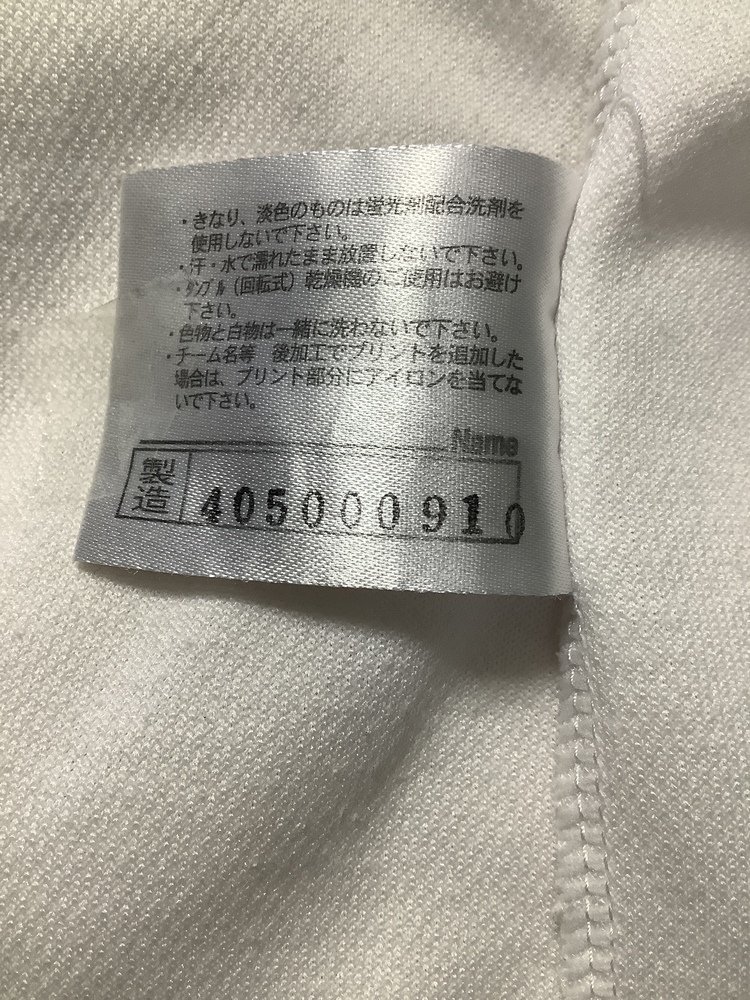 ・きなり、淡色のものは蛍光剤配合洗剤を
使用しないで下さい。
・汗・水で濡れたまま放置しないで下さい。
・ﾀﾝﾌﾞﾙ（回転式）乾燥機のご使用はお避け
下さい。
・色物と白物は一緒に洗わないで下さい。
・チーム名等　後加工でプリントを追加した
場合は、プリント部分にアイロンを当てな
いで下さい。
Name
製造 405000910